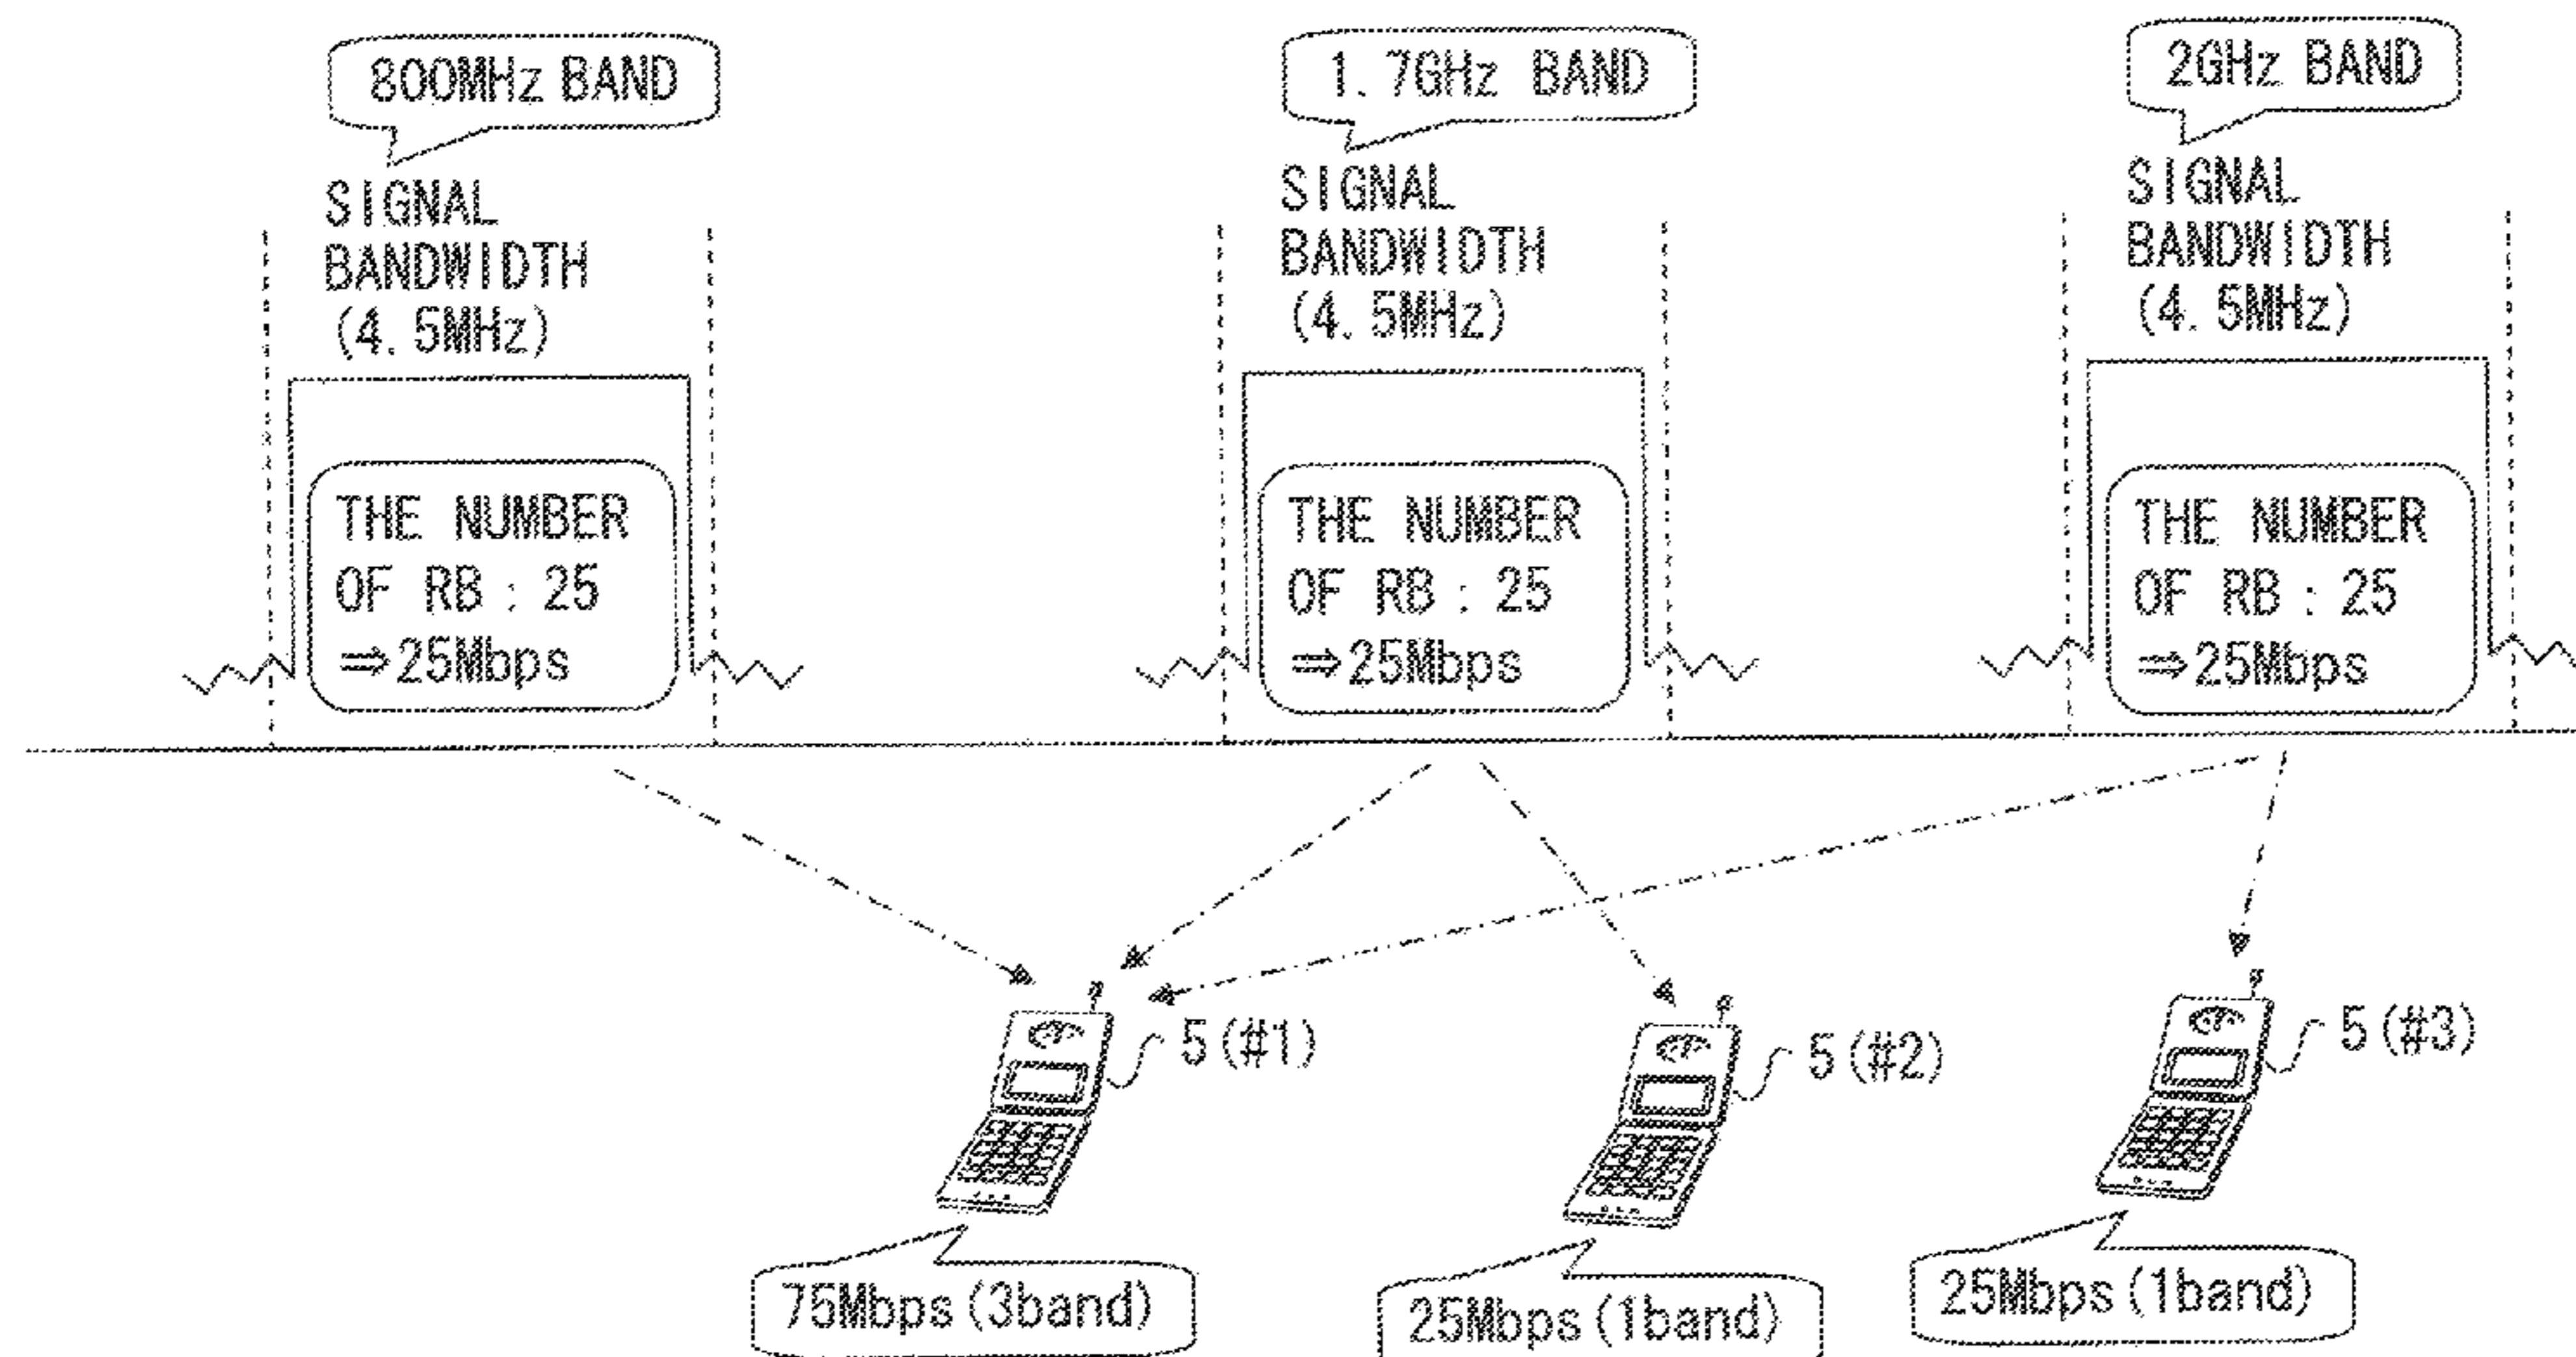 800MHz BAND
SIGNAL
BANDWIDTH
(4. 5MHz)
THE NUMBER
OF RB : 25
⇒25Mbps
1. 7GHz BAND
SIGNAL
BANDWIDTH
(4. 5MHz)
THE NUMBER
OF RB : 25
⇒25Mbps
2GHz BAND
SIGNAL
BANDWIDTH
(4. 5MHz)
THE NUMBER
OF RB : 25
⇒25Mbps
5(#1)
5(#2)
5(#3)
75Mbps(3band)
25Mbps(1band)
25Mbps(1band)